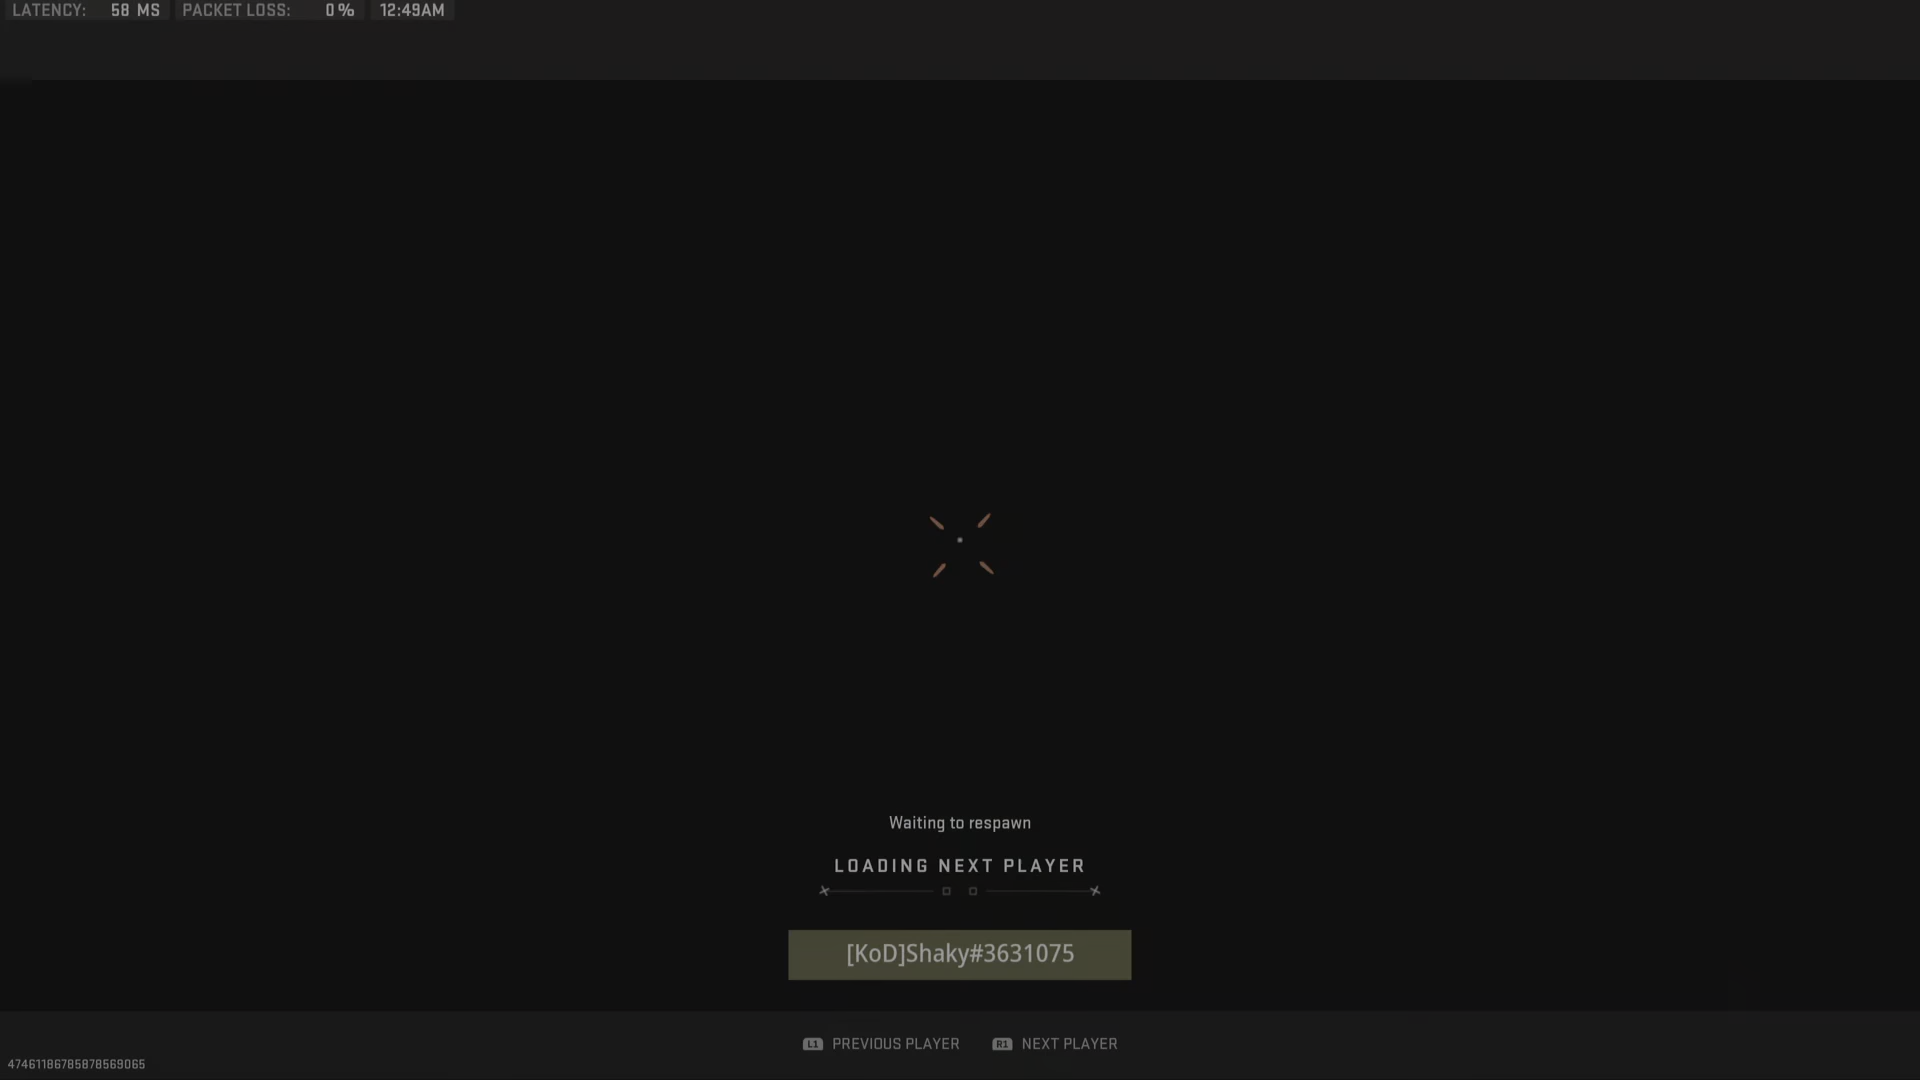 LATENCY: 58 MS PACKET LOSS: 0% 12:49AM
Waiting to respawn
LOADING NEXT PLAYER
[KoD]Shaky#3631075
L1 PREVIOUS PLAYER R1 NEXT PLAYER
47461186785878569065